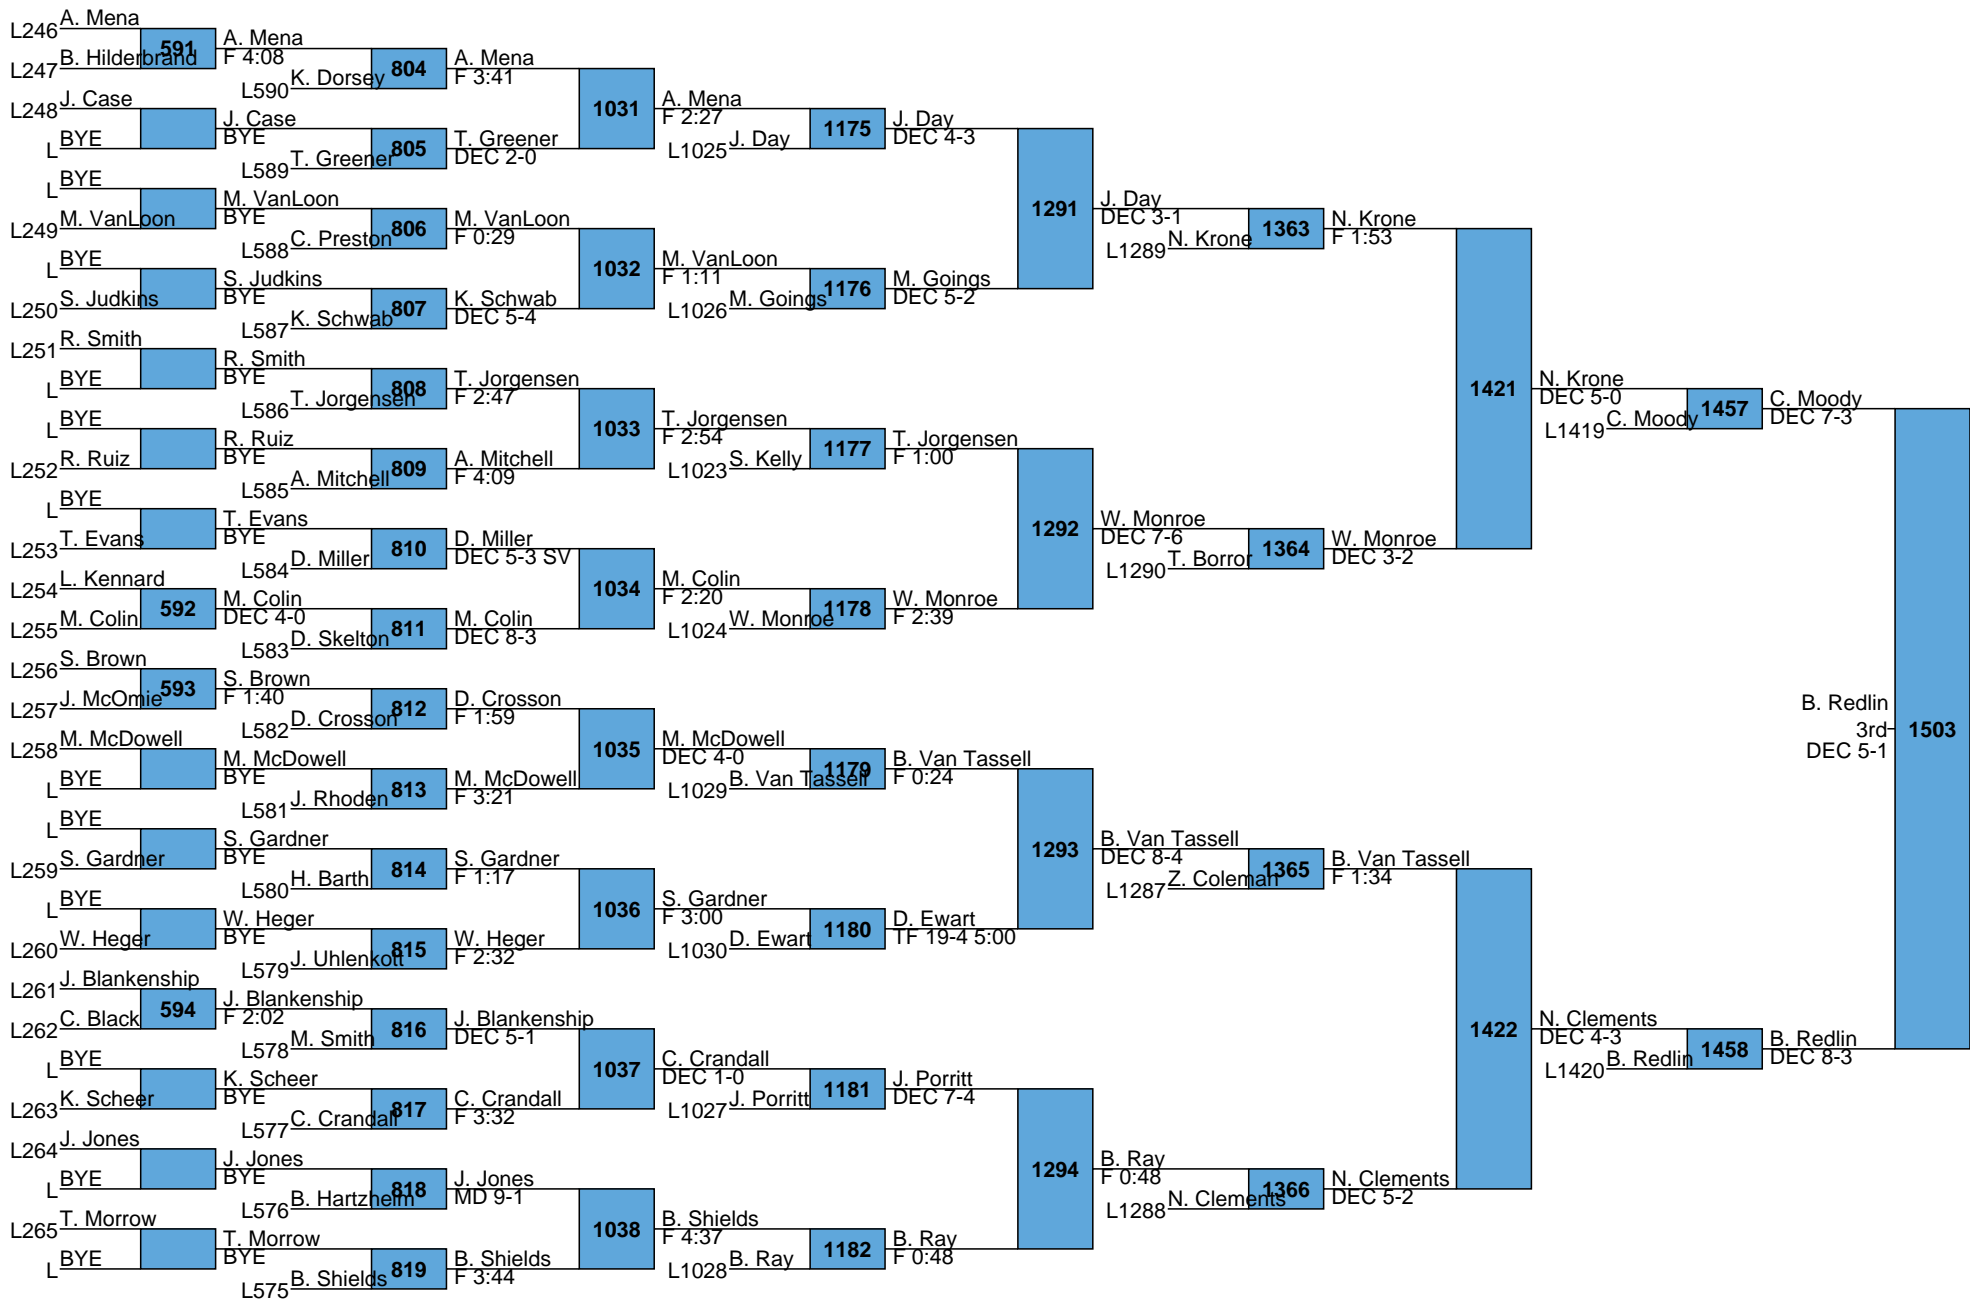 L246 A. Mena
591
L247 B. Hilderbrand
A. Mena
F 4:08
804
L590 K. Dorsey
A. Mena
F 3:41
L248 J. Case
L BYE
J. Case
BYE
805
L589 T. Greener
T. Greener
DEC 2-0
1031
A. Mena
F 2:27
1175
L1025 J. Day
J. Day
DEC 4-3
L BYE
L249 M. VanLoon
M. VanLoon
BYE
806
L588 C. Preston
M. VanLoon
F 0:29
L BYE
L250 S. Judkins
S. Judkins
BYE
807
L587 K. Schwab
K. Schwab
DEC 5-4
1032
M. VanLoon
F 1:11
1176
L1026 M. Goings
M. Goings
DEC 5-2
1291
J. Day
DEC 3-1
1363
L1289 N. Krone
N. Krone
F 1:53
L251 R. Smith
L BYE
R. Smith
BYE
808
L586 T. Jorgensen
T. Jorgensen
F 2:47
L BYE
L252 R. Ruiz
R. Ruiz
BYE
809
L585 A. Mitchell
A. Mitchell
F 4:09
1033
T. Jorgensen
F 2:54
1177
L1023 S. Kelly
T. Jorgensen
F 1:00
L BYE
L253 T. Evans
T. Evans
BYE
810
L584 D. Miller
D. Miller
DEC 5-3 SV
L254 L. Kennard
592
L255 M. Colin
M. Colin
DEC 4-0
811
L583 D. Skelton
M. Colin
DEC 8-3
1034
M. Colin
F 2:20
1178
L1024 W. Monroe
W. Monroe
F 2:39
1292
W. Monroe
DEC 7-6
1364
L1290 T. Borror
W. Monroe
DEC 3-2
1421
N. Krone
DEC 5-0
1457
L1419 C. Moody
C. Moody
DEC 7-3
L256 S. Brown
593
L257 J. McOmie
S. Brown
F 1:40
812
L582 D. Crosson
D. Crosson
F 1:59
L258 M. McDowell
L BYE
M. McDowell
BYE
813
L581 J. Rhoden
M. McDowell
F 3:21
1035
M. McDowell
DEC 4-0
1179
L1029 B. Van Tassell
B. Van Tassell
F 0:24
L BYE
L259 S. Gardner
S. Gardner
BYE
814
L580 H. Barth
S. Gardner
F 1:17
L BYE
L260 W. Heger
W. Heger
BYE
815
L579 J. Uhlenkott
W. Heger
F 2:32
1036
S. Gardner
F 3:00
1180
L1030 D. Ewart
D. Ewart
TF 19-4 5:00
1293
B. Van Tassell
DEC 8-4
1365
L1287 Z. Coleman
B. Van Tassell
F 1:34
L261 J. Blankenship
594
L262 C. Black
J. Blankenship
F 2:02
816
L578 M. Smith
J. Blankenship
DEC 5-1
L BYE
L263 K. Scheer
K. Scheer
BYE
817
L577 C. Crandall
C. Crandall
F 3:32
1037
C. Crandall
DEC 1-0
1181
L1027 J. Porritt
J. Porritt
DEC 7-4
L264 J. Jones
L BYE
J. Jones
BYE
818
L576 B. Hartzheim
J. Jones
MD 9-1
L265 T. Morrow
L BYE
T. Morrow
BYE
819
L575 B. Shields
B. Shields
F 3:44
1038
B. Shields
F 4:37
1182
L1028 B. Ray
B. Ray
F 0:48
1294
B. Ray
F 0:48
1366
L1288 N. Clements
N. Clements
DEC 5-2
1422
N. Clements
DEC 4-3
1458
L1420 B. Redlin
B. Redlin
DEC 8-3
B. Redlin
3rd
DEC 5-1
1503